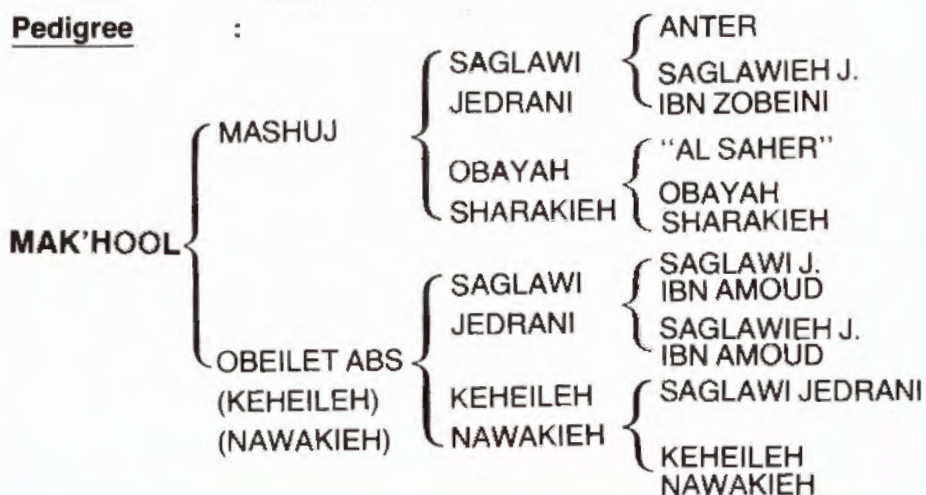 Pedigree :
ANTER
SAGLAWI
JEDRANI
SAGLAWIEH J.
IBN ZOBEINI
MASHUJ
OBAYAH
SHARAKIEH
"AL SAHER"
OBAYAH
SHARAKIEH
MAK'HOOL
SAGLAWI
JEDRANI
SAGLAWI J.
IBN AMOUD
SAGLAWIEH J.
IBN AMOUD
OBEILET ABS
(KEHEILEH)
(NAWAKIEH)
KEHEILEH
NAWAKIEH
SAGLAWI JEDRANI
KEHEILEH
NAWAKIEH